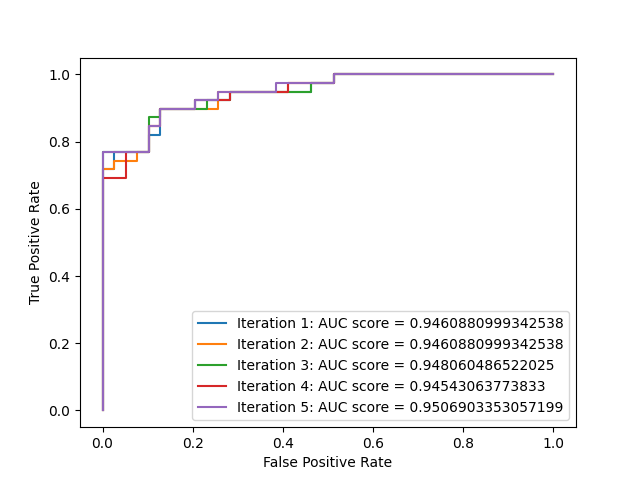 1.0
0.8
0.6
0.4
0.2
0.0
True Positive Rate
0.0 0.2 0.4 0.6 0.8 1.0
False Positive Rate
Iteration 1: AUC score = 0.9460880999342538
Iteration 2: AUC score = 0.9460880999342538
Iteration 3: AUC score = 0.948060486522025
Iteration 4: AUC score = 0.94543063773833
Iteration 5: AUC score = 0.9506903353057199